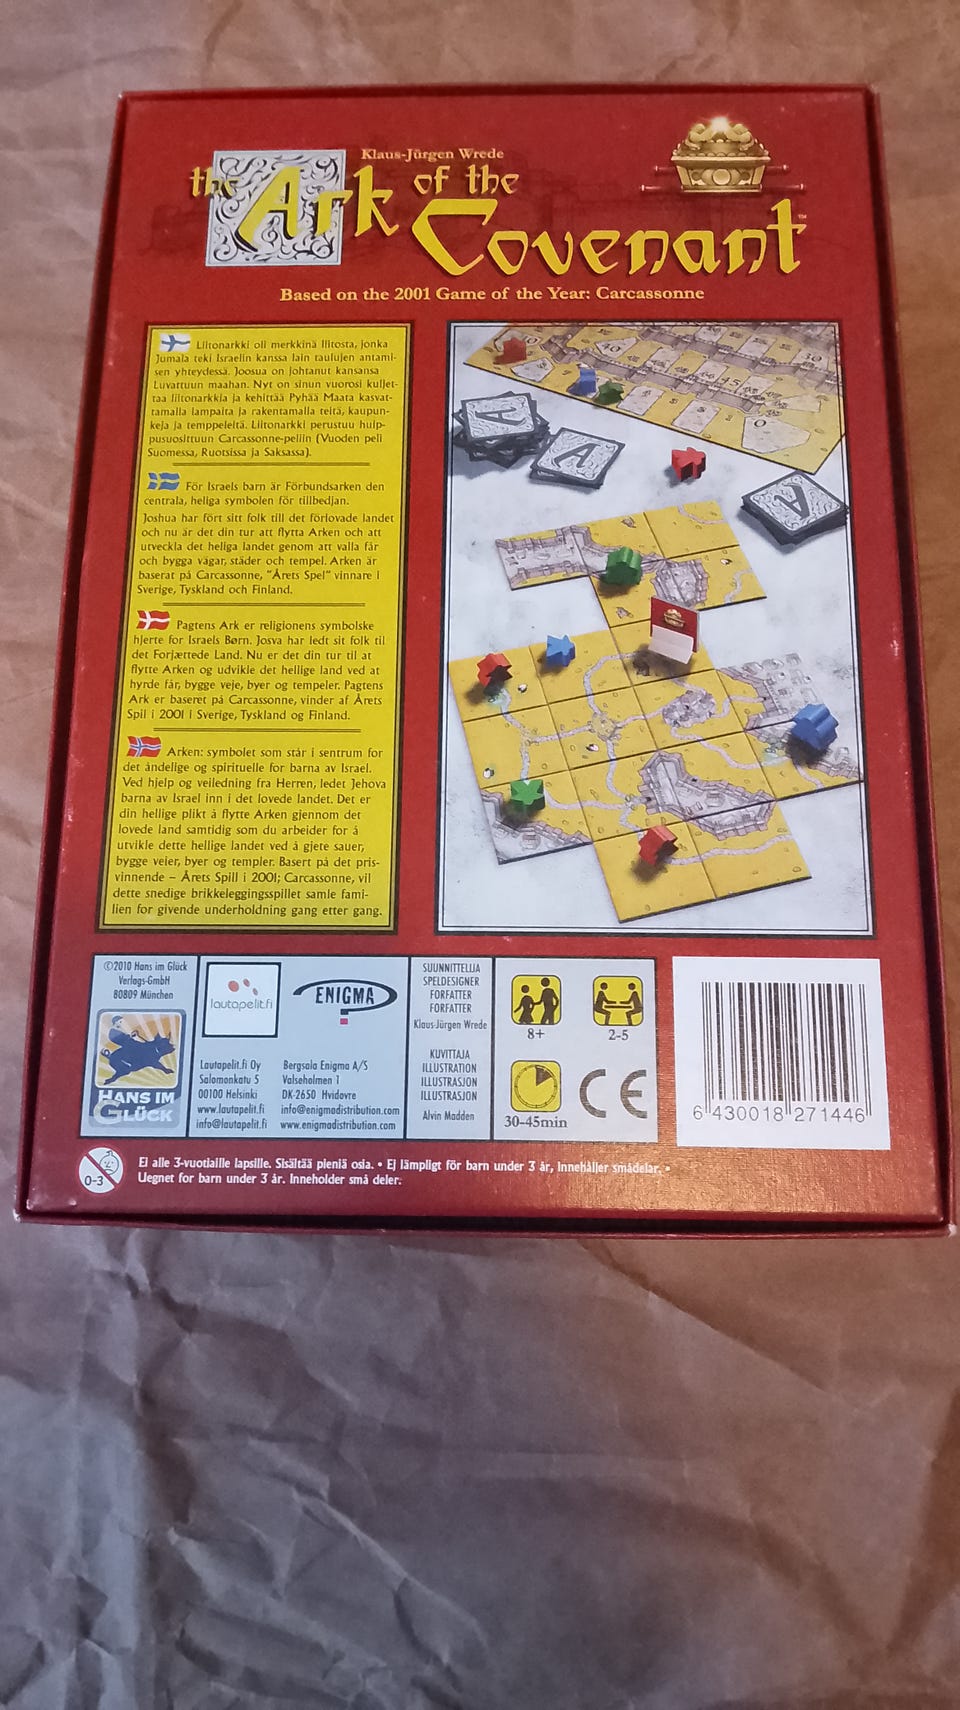 Klaus-Jürgen Wrede
the Ark of the
Covenant™
Based on the 2001 Game of the Year: Carcassonne
Liitonarkki oli merkkinä liitosta, jonka
Jumala teki Israelin kanssa lain taulujen antami-
sen yhteydessä. Joosua on johtanut kansansa
Luvattuun maahan. Nyt on sinun vuorosi kuljet-
taa liitonarkkia ja kehittää Pyhää Maata kasvat-
tamalla lampaita ja rakentamalla teitä, kaupun-
keja ja temppeleitä. Liitonarkki perustuu huip-
pusuosittuun Carcassonne-peliin (Vuoden peli
Suomessa, Ruotsissa ja Saksassa).
För Israels barn är Förbundsarken den
centrala, heliga symbolen för tillbedjan.
Joshua har fört sitt folk till det förlovade landet
och nu är det din tur att flytta Arken och att
utveckla det heliga landet genom att valla får
och bygga vägar, städer och tempel. Arken är
baserat på Carcassonne, "Årets Spel" vinnare i
Sverige, Tyskland och Finland.
Pagtens Ark er religionens symbolske
hjerte for Israels Børn. Josva har ledt sit folk til
det Forjættede Land. Nu er det din tur til at
flytte Arken og udvikle det hellige land ved at
hyrde får, bygge veje, byer og templer. Pagtens
Ark er baseret på Carcassonne, vinder af Årets
Spil i 2001 i Sverige, Tyskland og Finland.
Arken: symbolet som står i sentrum for
det åndelige og spirituelle for barna av Israel.
Ved hjelp og veiledning fra Herren, ledet Jehova
barna av Israel inn i det lovede landet. Det er
din hellige plikt å flytte Arken gjennom det
lovede land samtidig som du arbeider for å
utvikle dette hellige landet ved å gjete sauer,
bygge veier, byer og templer. Basert på det pris-
vinnende – Årets Spill i 2001; Carcassonne, vil
dette snedige brikkeleggingsspillet samle fami-
lien for givende underholdning gang etter gang.
40
30
45
0
A
A
A
©2010 Hans im Glück
Verlags-GmbH
80809 München
HANS IM
GLÜCK
lautapelit.fi
Lautapelit.fi Oy
Salomonkatu 5
00100 Helsinki
www.lautapelit.fi
info@lautapelit.fi
ENIGMA
Bergsala Enigma A/S
Valseholmen 1
DK-2650 Hvidovre
info@enigmadistribution.com
www.enigmadistribution.com
SUUNNITTELIJA
SPELDESIGNER
FORFATTER
FORFATTER
Klaus-Jürgen Wrede
KUVITTAJA
ILLUSTRATION
ILLUSTRASJON
ILLUSTRASJON
Alvin Madden
8+
2-5
30-45min
CE
6 430018 271446
0-3
Ei alle 3-vuotiaille lapsille. Sisältää pieniä osia. • Ej lämpligt för barn under 3 år, innehåller smådelar. •
Uegnet for barn under 3 år. Inneholder små deler.